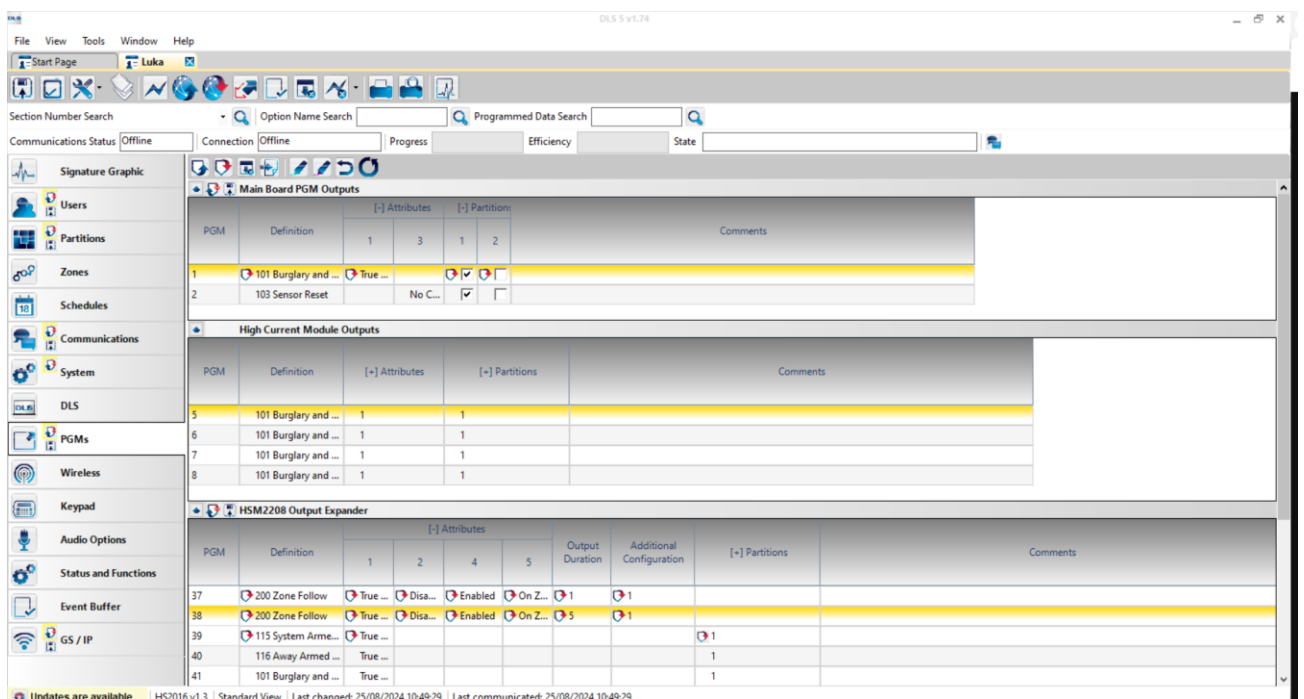 DLS 5 v1.74
File View Tools Window Help
Start Page Luka
Section Number Search Option Name Search Programmed Data Search
Communications Status Offline Connection Offline Progress Efficiency State
Signature Graphic
Users
Partitions
Zones
Schedules
Communications
System
DLS
PGMs
Wireless
Keypad
Audio Options
Status and Functions
Event Buffer
GS / IP
Main Board PGM Outputs
[-] Attributes [-] Partitions
PGM Definition 1 3 1 2 Comments
1 101 Burglary and ... True ...
2 103 Sensor Reset No C...
High Current Module Outputs
PGM Definition [+] Attributes [+] Partitions Comments
5 101 Burglary and ... 1 1
6 101 Burglary and ... 1 1
7 101 Burglary and ... 1 1
8 101 Burglary and ... 1 1
HSM2208 Output Expander
[-] Attributes
PGM Definition 1 2 4 5 Output Duration Additional Configuration [+] Partitions Comments
37 200 Zone Follow True ... Disa... Enabled On Z... 1 1
38 200 Zone Follow True ... Disa... Enabled On Z... 5 1
39 115 System Arme... True ... 1
40 116 Away Armed ... True ... 1
41 101 Burglary and ... True ... 1
Updates are available HS2016 v1.3 Standard View Last changed: 25/08/2024 10:49:29 Last communicated: 25/08/2024 10:49:29